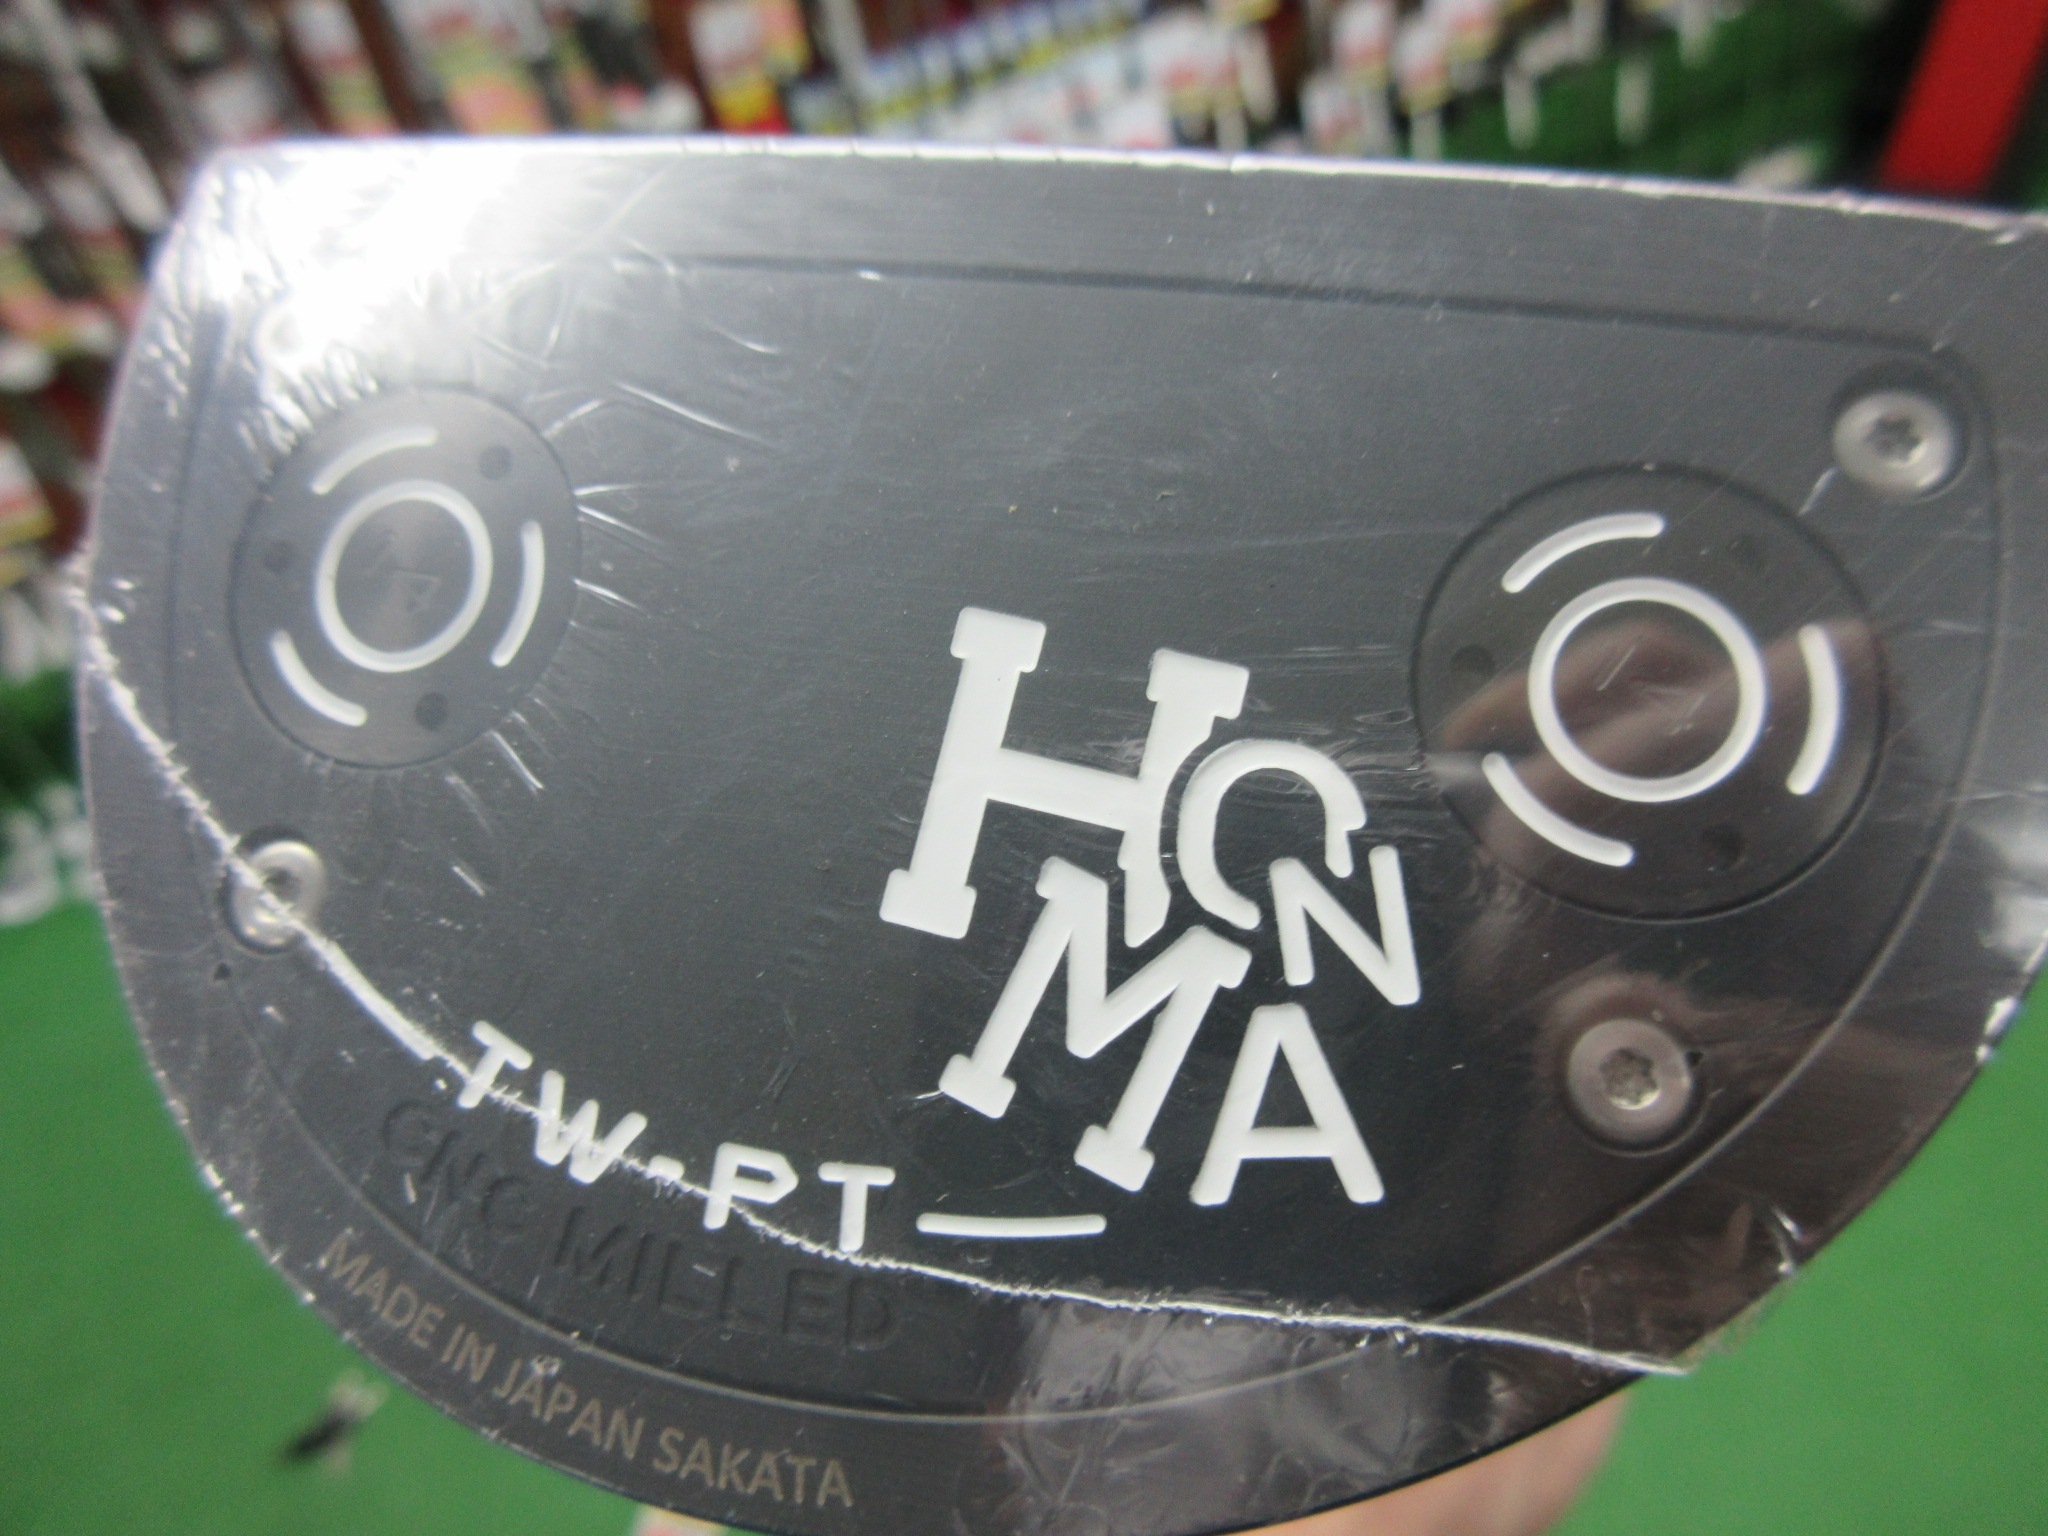 HONMA
TW-PT
CNC MILLED
MADE IN JAPAN SAKATA